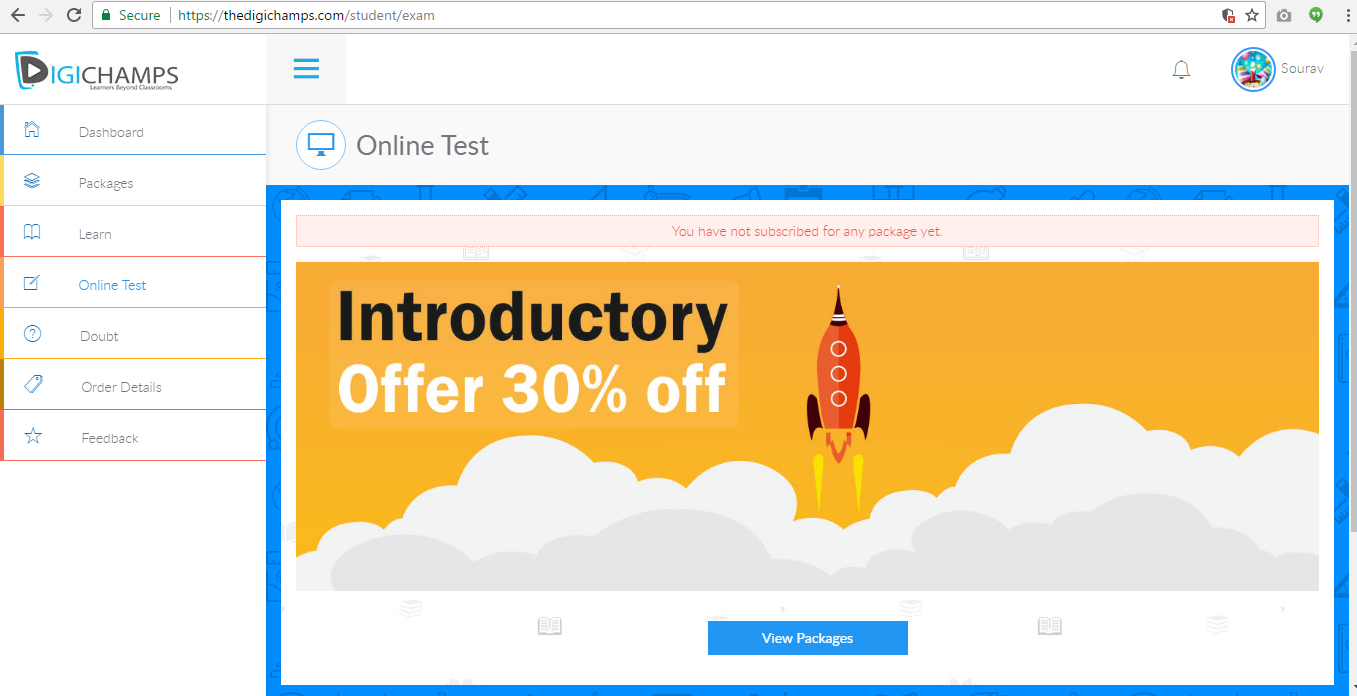 Secure https://thedigichamps.com/student/exam
DIGICHAMPS
Learners Beyond Classrooms
Sourav
Dashboard
Packages
Learn
Online Test
Doubt
Order Details
Feedback
Online Test
You have not subscribed for any package yet.
Introductory
Offer 30% off
View Packages